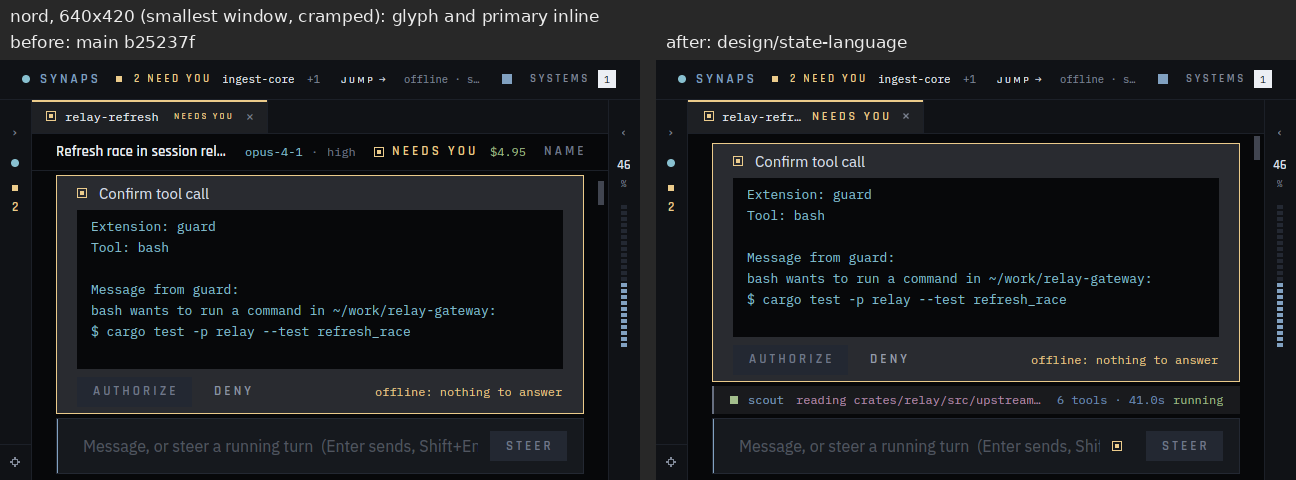 nord, 640x420 (smallest window, cramped): glyph and primary inline
before: main b25237f
SYNAPS 2 NEED YOU ingest-core +1 JUMP → offline · s… SYSTEMS 1
relay-refresh NEEDS YOU ×
Refresh race in session rel… opus-4-1 · high NEEDS YOU $4.95 NAME
Confirm tool call
Extension: guard
Tool: bash
Message from guard:
bash wants to run a command in ~/work/relay-gateway:
$ cargo test -p relay --test refresh_race
AUTHORIZE DENY offline: nothing to answer
Message, or steer a running turn (Enter sends, Shift+Er STEER
› 2
‹ 46 %
after: design/state-language
SYNAPS 2 NEED YOU ingest-core +1 JUMP → offline · s… SYSTEMS 1
relay-refr… NEEDS YOU ×
Confirm tool call
Extension: guard
Tool: bash
Message from guard:
bash wants to run a command in ~/work/relay-gateway:
$ cargo test -p relay --test refresh_race
AUTHORIZE DENY offline: nothing to answer
scout reading crates/relay/src/upstream… 6 tools · 41.0s running
Message, or steer a running turn (Enter sends, Shi STEER
› 2
‹ 46 %